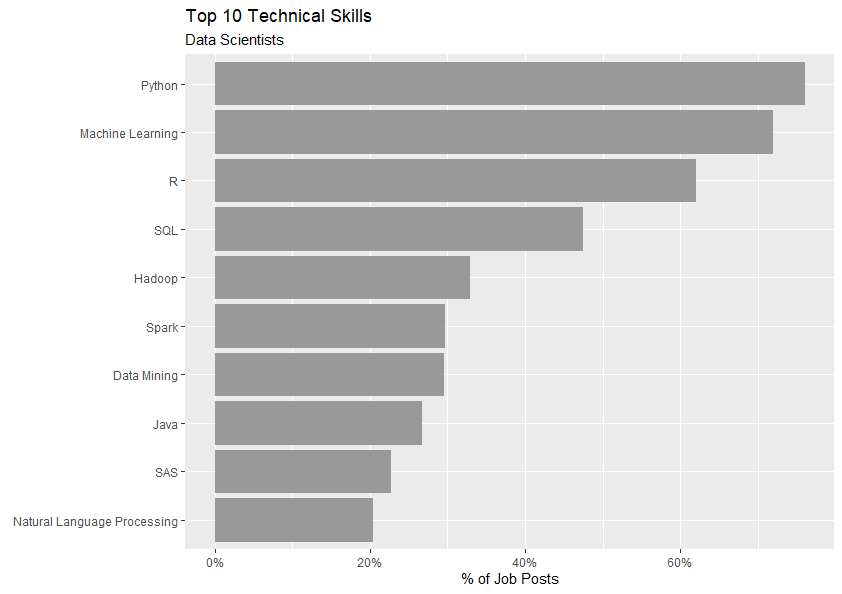 Top 10 Technical Skills
Data Scientists
Python
Machine Learning
R
SQL
Hadoop
Spark
Data Mining
Java
SAS
Natural Language Processing
0% 20% 40% 60%
% of Job Posts